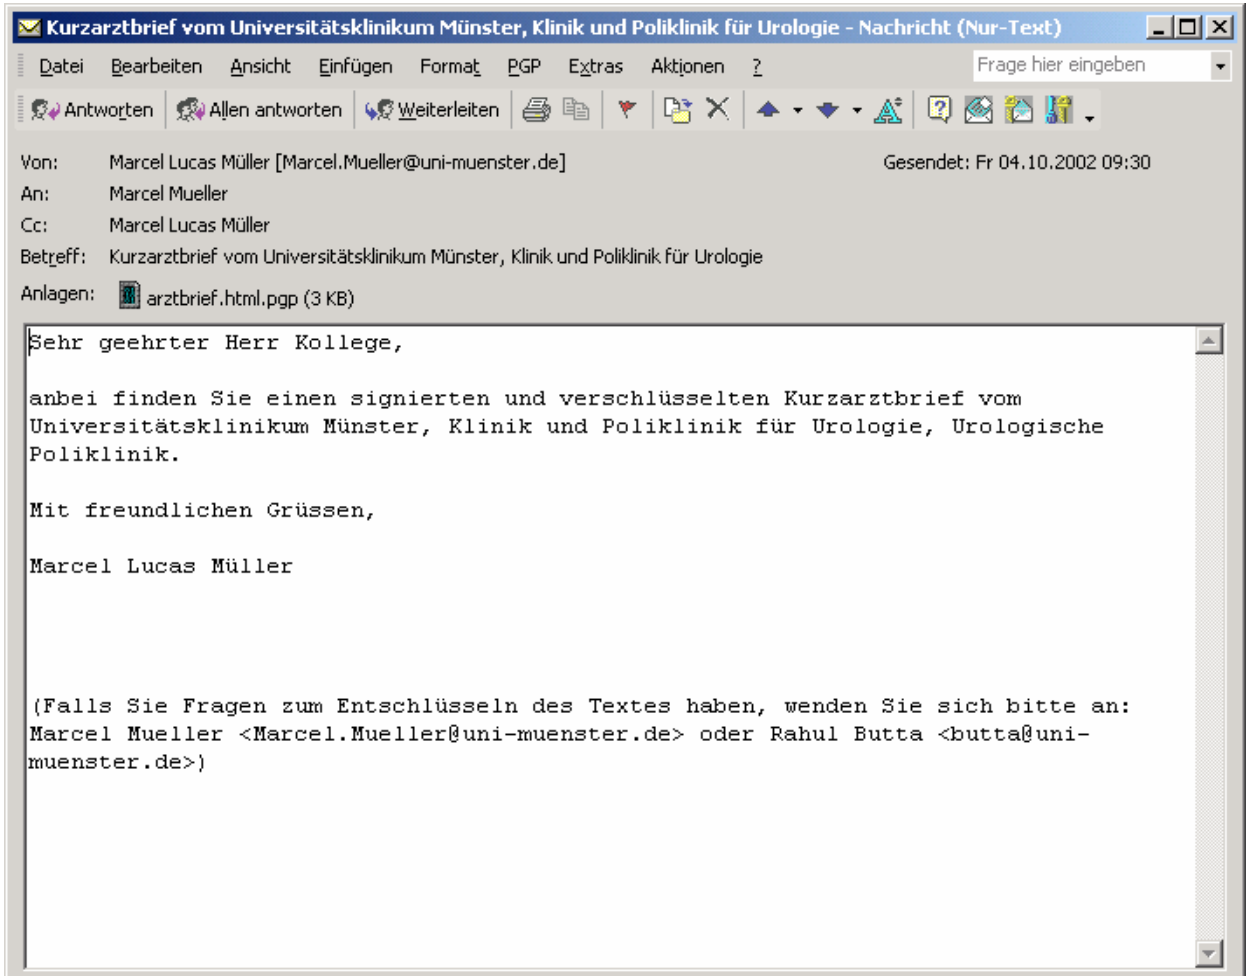 Kurzarztbrief vom Universitätsklinikum Münster, Klinik und Poliklinik für Urologie - Nachricht (Nur-Text)
Datei Bearbeiten Ansicht Einfügen Format PGP Extras Aktionen ? Frage hier eingeben
Antworten Allen antworten Weiterleiten
Von: Marcel Lucas Müller [Marcel.Mueller@uni-muenster.de] Gesendet: Fr 04.10.2002 09:30
An: Marcel Mueller
Cc: Marcel Lucas Müller
Betreff: Kurzarztbrief vom Universitätsklinikum Münster, Klinik und Poliklinik für Urologie
Anlagen: arztbrief.html.pgp (3 KB)
Sehr geehrter Herr Kollege,
anbei finden Sie einen signierten und verschlüsselten Kurzarztbrief vom
Universitätsklinikum Münster, Klinik und Poliklinik für Urologie, Urologische
Poliklinik.
Mit freundlichen Grüssen,
Marcel Lucas Müller
(Falls Sie Fragen zum Entschlüsseln des Textes haben, wenden Sie sich bitte an:
Marcel Mueller <Marcel.Mueller@uni-muenster.de> oder Rahul Butta <butta@uni-
muenster.de>)